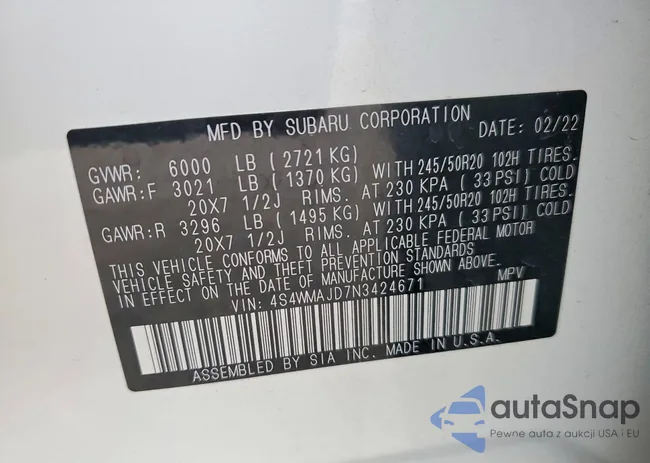 MFD BY SUBARU CORPORATION DATE: 02/22
GVWR: 6000 LB (2721 KG)
GAWR:F 3021 LB (1370 KG) WITH 245/50R20 102H TIRES.
20X7 1/2J RIMS. AT 230 KPA (33 PSI) COLD
GAWR:R 3296 LB (1495 KG) WITH 245/50R20 102H TIRES.
20X7 1/2J RIMS. AT 230 KPA (33 PSI) COLD
THIS VEHICLE CONFORMS TO ALL APPLICABLE FEDERAL MOTOR
VEHICLE SAFETY AND THEFT PREVENTION STANDARDS
IN EFFECT ON THE DATE OF MANUFACTURE SHOWN ABOVE.
VIN: 4S4WMAJD7N3424671 MPV
ASSEMBLED BY SIA INC. MADE IN U.S.A.
autaSnap
Pewne auta z aukcji USA i EU